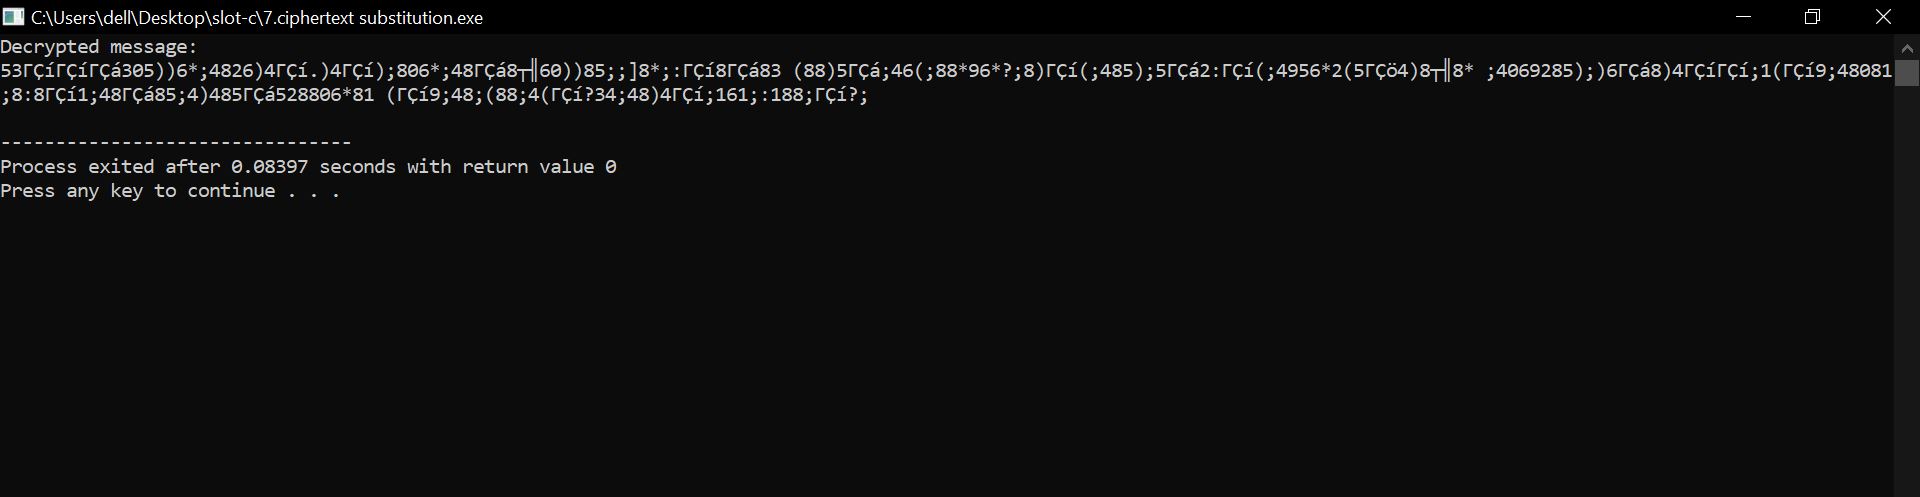 C:\Users\dell\Desktop\slot-c\7.ciphertext substitution.exe
Decrypted message:
53ΓÇíΓÇíΓÇá305))6*;4826)4ΓÇí.)4ΓÇí);806*;48ΓÇá8┬╢60))85;;]8*;:ΓÇí8ΓÇá83 (88)5ΓÇá;46(;88*96*?;8)ΓÇí(;485);5ΓÇá2:ΓÇí(;4956*2(5ΓÇö4)8┬╢8* ;4069285);)6ΓÇá8)4ΓÇíΓÇí;1(ΓÇí9;48081
;8:8ΓÇí1;48ΓÇá85;4)485ΓÇá528806*81 (ΓÇí9;48;(88;4(ΓÇí?34;48)4ΓÇí;161;:188;ΓÇí?;
--------------------------------
Process exited after 0.08397 seconds with return value 0
Press any key to continue . . .